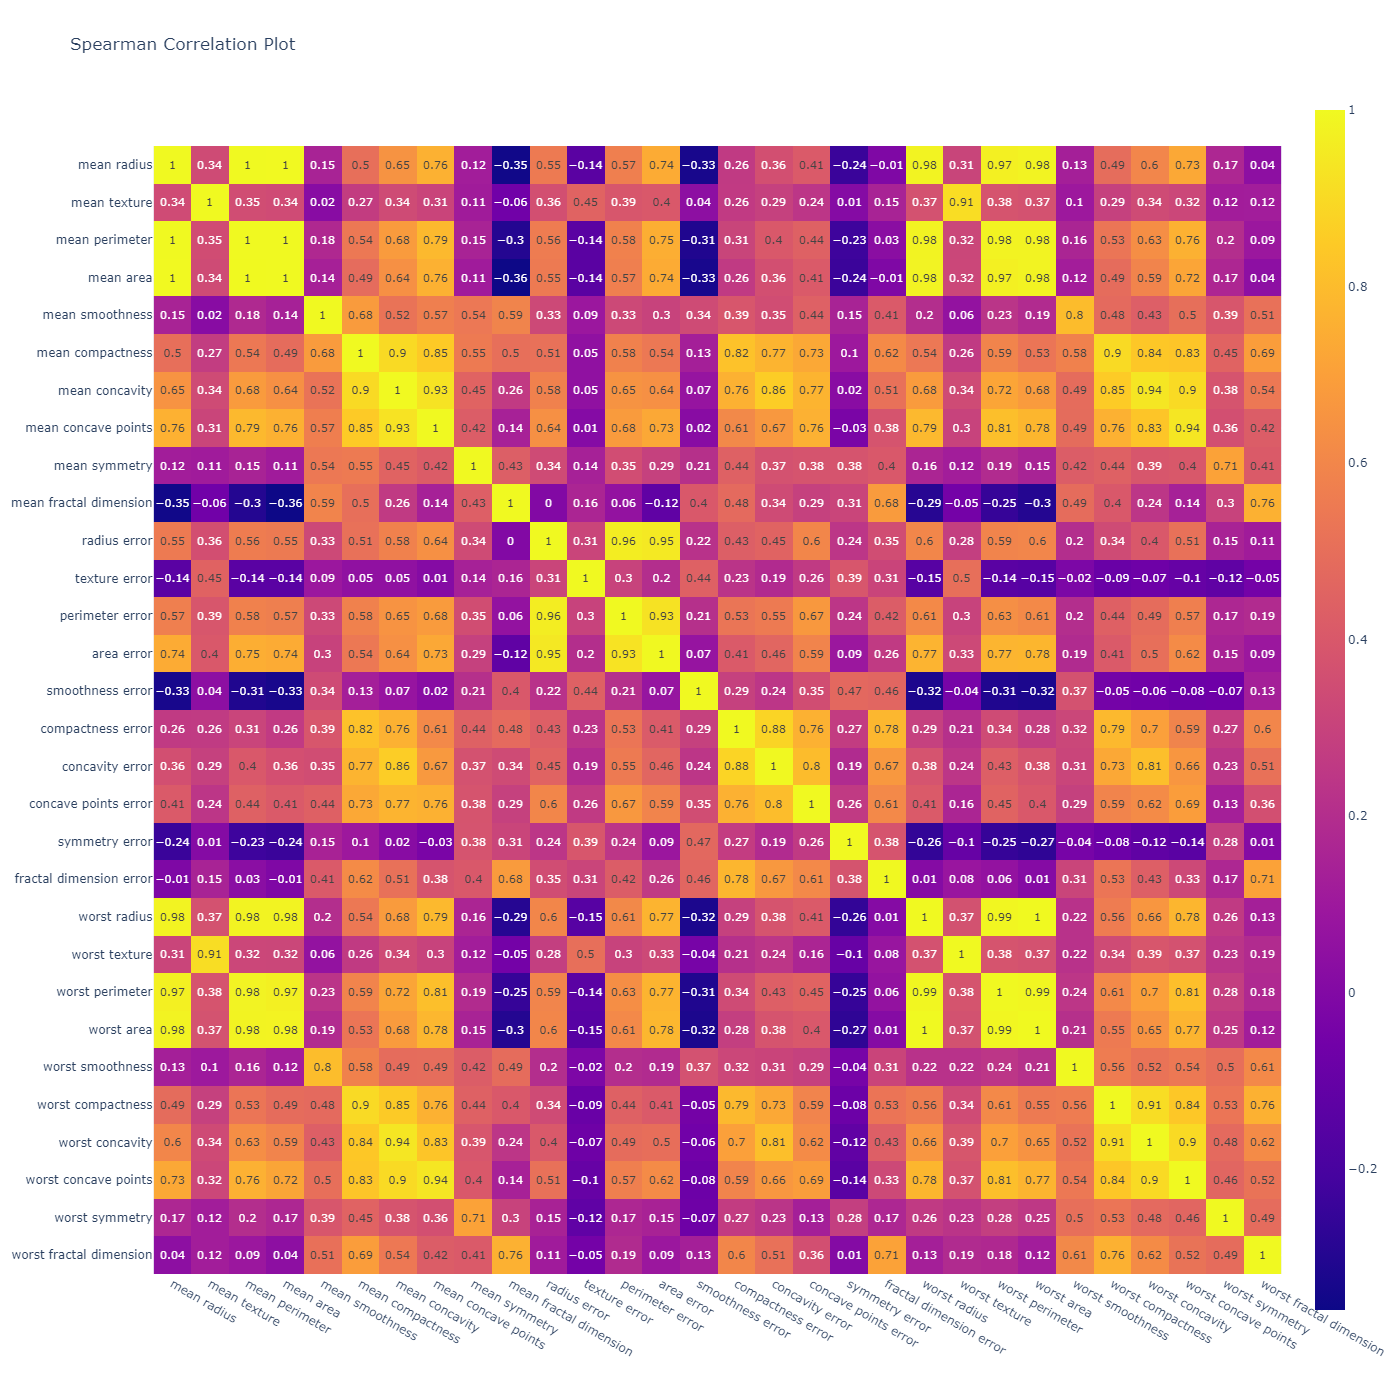 Spearman Correlation Plot
1
mean radius 1 0.34 1 1 0.15 0.5 0.65 0.76 0.12 −0.35 0.55 −0.14 0.57 0.74 −0.33 0.26 0.36 0.41 −0.24 −0.01 0.98 0.31 0.97 0.98 0.13 0.49 0.6 0.73 0.17 0.04
mean texture 0.34 1 0.35 0.34 0.02 0.27 0.34 0.31 0.11 −0.06 0.36 0.45 0.39 0.4 0.04 0.26 0.29 0.24 0.01 0.15 0.37 0.91 0.38 0.37 0.1 0.29 0.34 0.32 0.12 0.12
mean perimeter 1 0.35 1 1 0.18 0.54 0.68 0.79 0.15 −0.3 0.56 −0.14 0.58 0.75 −0.31 0.31 0.4 0.44 −0.23 0.03 0.98 0.32 0.98 0.98 0.16 0.53 0.63 0.76 0.2 0.09
mean area 1 0.34 1 1 0.14 0.49 0.64 0.76 0.11 −0.36 0.55 −0.14 0.57 0.74 −0.33 0.26 0.36 0.41 −0.24 −0.01 0.98 0.32 0.97 0.98 0.12 0.49 0.59 0.72 0.17 0.04
0.8
mean smoothness 0.15 0.02 0.18 0.14 1 0.68 0.52 0.57 0.54 0.59 0.33 0.09 0.33 0.3 0.34 0.39 0.35 0.44 0.15 0.41 0.2 0.06 0.23 0.19 0.8 0.48 0.43 0.5 0.39 0.51
mean compactness 0.5 0.27 0.54 0.49 0.68 1 0.9 0.85 0.55 0.5 0.51 0.05 0.58 0.54 0.13 0.82 0.77 0.73 0.1 0.62 0.54 0.26 0.59 0.53 0.58 0.9 0.84 0.83 0.45 0.69
mean concavity 0.65 0.34 0.68 0.64 0.52 0.9 1 0.93 0.45 0.26 0.58 0.05 0.65 0.64 0.07 0.76 0.86 0.77 0.02 0.51 0.68 0.34 0.72 0.68 0.49 0.85 0.94 0.9 0.38 0.54
mean concave points 0.76 0.31 0.79 0.76 0.57 0.85 0.93 1 0.42 0.14 0.64 0.01 0.68 0.73 0.02 0.61 0.67 0.76 −0.03 0.38 0.79 0.3 0.81 0.78 0.49 0.76 0.83 0.94 0.36 0.42
0.6
mean symmetry 0.12 0.11 0.15 0.11 0.54 0.55 0.45 0.42 1 0.43 0.34 0.14 0.35 0.29 0.21 0.44 0.37 0.38 0.38 0.4 0.16 0.12 0.19 0.15 0.42 0.44 0.39 0.4 0.71 0.41
mean fractal dimension −0.35 −0.06 −0.3 −0.36 0.59 0.5 0.26 0.14 0.43 1 0 0.16 0.06 −0.12 0.4 0.48 0.34 0.29 0.31 0.68 −0.29 −0.05 −0.25 −0.3 0.49 0.4 0.24 0.14 0.3 0.76
radius error 0.55 0.36 0.56 0.55 0.33 0.51 0.58 0.64 0.34 0 1 0.31 0.96 0.95 0.22 0.43 0.45 0.6 0.24 0.35 0.6 0.28 0.59 0.6 0.2 0.34 0.4 0.51 0.15 0.11
texture error −0.14 0.45 −0.14 −0.14 0.09 0.05 0.05 0.01 0.14 0.16 0.31 1 0.3 0.2 0.44 0.23 0.19 0.26 0.39 0.31 −0.15 0.5 −0.14 −0.15 −0.02 −0.09 −0.07 −0.1 −0.12 −0.05
perimeter error 0.57 0.39 0.58 0.57 0.33 0.58 0.65 0.68 0.35 0.06 0.96 0.3 1 0.93 0.21 0.53 0.55 0.67 0.24 0.42 0.61 0.3 0.63 0.61 0.2 0.44 0.49 0.57 0.17 0.19
0.4
area error 0.74 0.4 0.75 0.74 0.3 0.54 0.64 0.73 0.29 −0.12 0.95 0.2 0.93 1 0.07 0.41 0.46 0.59 0.09 0.26 0.77 0.33 0.77 0.78 0.19 0.41 0.5 0.62 0.15 0.09
smoothness error −0.33 0.04 −0.31 −0.33 0.34 0.13 0.07 0.02 0.21 0.4 0.22 0.44 0.21 0.07 1 0.29 0.24 0.35 0.47 0.46 −0.32 −0.04 −0.31 −0.32 0.37 −0.05 −0.06 −0.08 −0.07 0.13
compactness error 0.26 0.26 0.31 0.26 0.39 0.82 0.76 0.61 0.44 0.48 0.43 0.23 0.53 0.41 0.29 1 0.88 0.76 0.27 0.78 0.29 0.21 0.34 0.28 0.32 0.79 0.7 0.59 0.27 0.6
concavity error 0.36 0.29 0.4 0.36 0.35 0.77 0.86 0.67 0.37 0.34 0.45 0.19 0.55 0.46 0.24 0.88 1 0.8 0.19 0.67 0.38 0.24 0.43 0.38 0.31 0.73 0.81 0.66 0.23 0.51
concave points error 0.41 0.24 0.44 0.41 0.44 0.73 0.77 0.76 0.38 0.29 0.6 0.26 0.67 0.59 0.35 0.76 0.8 1 0.26 0.61 0.41 0.16 0.45 0.4 0.29 0.59 0.62 0.69 0.13 0.36
0.2
symmetry error −0.24 0.01 −0.23 −0.24 0.15 0.1 0.02 −0.03 0.38 0.31 0.24 0.39 0.24 0.09 0.47 0.27 0.19 0.26 1 0.38 −0.26 −0.1 −0.25 −0.27 −0.04 −0.08 −0.12 −0.14 0.28 0.01
fractal dimension error −0.01 0.15 0.03 −0.01 0.41 0.62 0.51 0.38 0.4 0.68 0.35 0.31 0.42 0.26 0.46 0.78 0.67 0.61 0.38 1 0.01 0.08 0.06 0.01 0.31 0.53 0.43 0.33 0.17 0.71
worst radius 0.98 0.37 0.98 0.98 0.2 0.54 0.68 0.79 0.16 −0.29 0.6 −0.15 0.61 0.77 −0.32 0.29 0.38 0.41 −0.26 0.01 1 0.37 0.99 1 0.22 0.56 0.66 0.78 0.26 0.13
worst texture 0.31 0.91 0.32 0.32 0.06 0.26 0.34 0.3 0.12 −0.05 0.28 0.5 0.3 0.33 −0.04 0.21 0.24 0.16 −0.1 0.08 0.37 1 0.38 0.37 0.22 0.34 0.39 0.37 0.23 0.19
worst perimeter 0.97 0.38 0.98 0.97 0.23 0.59 0.72 0.81 0.19 −0.25 0.59 −0.14 0.63 0.77 −0.31 0.34 0.43 0.45 −0.25 0.06 0.99 0.38 1 0.99 0.24 0.61 0.7 0.81 0.28 0.18
0
worst area 0.98 0.37 0.98 0.98 0.19 0.53 0.68 0.78 0.15 −0.3 0.6 −0.15 0.61 0.78 −0.32 0.28 0.38 0.4 −0.27 0.01 1 0.37 0.99 1 0.21 0.55 0.65 0.77 0.25 0.12
worst smoothness 0.13 0.1 0.16 0.12 0.8 0.58 0.49 0.49 0.42 0.49 0.2 −0.02 0.2 0.19 0.37 0.32 0.31 0.29 −0.04 0.31 0.22 0.22 0.24 0.21 1 0.56 0.52 0.54 0.5 0.61
worst compactness 0.49 0.29 0.53 0.49 0.48 0.9 0.85 0.76 0.44 0.4 0.34 −0.09 0.44 0.41 −0.05 0.79 0.73 0.59 −0.08 0.53 0.56 0.34 0.61 0.55 0.56 1 0.91 0.84 0.53 0.76
worst concavity 0.6 0.34 0.63 0.59 0.43 0.84 0.94 0.83 0.39 0.24 0.4 −0.07 0.49 0.5 −0.06 0.7 0.81 0.62 −0.12 0.43 0.66 0.39 0.7 0.65 0.52 0.91 1 0.9 0.48 0.62
−0.2
worst concave points 0.73 0.32 0.76 0.72 0.5 0.83 0.9 0.94 0.4 0.14 0.51 −0.1 0.57 0.62 −0.08 0.59 0.66 0.69 −0.14 0.33 0.78 0.37 0.81 0.77 0.54 0.84 0.9 1 0.46 0.52
worst symmetry 0.17 0.12 0.2 0.17 0.39 0.45 0.38 0.36 0.71 0.3 0.15 −0.12 0.17 0.15 −0.07 0.27 0.23 0.13 0.28 0.17 0.26 0.23 0.28 0.25 0.5 0.53 0.48 0.46 1 0.49
worst fractal dimension 0.04 0.12 0.09 0.04 0.51 0.69 0.54 0.42 0.41 0.76 0.11 −0.05 0.19 0.09 0.13 0.6 0.51 0.36 0.01 0.71 0.13 0.19 0.18 0.12 0.61 0.76 0.62 0.52 0.49 1
mean radius
mean texture
mean perimeter
mean area
mean smoothness
mean compactness
mean concavity
mean concave points
mean symmetry
mean fractal dimension
radius error
texture error
perimeter error
area error
smoothness error
compactness error
concavity error
concave points error
symmetry error
fractal dimension error
worst radius
worst texture
worst perimeter
worst area
worst smoothness
worst compactness
worst concavity
worst concave points
worst symmetry
worst fractal dimension